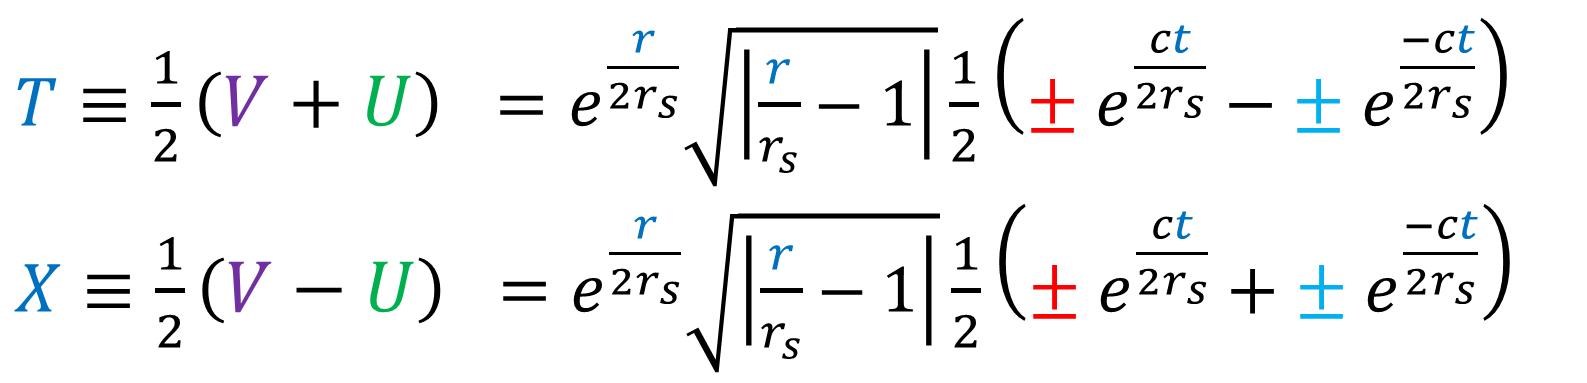 T ≡ 1/2 (V + U) = e^(r/2r_s) √|r/r_s − 1| 1/2 (± e^(ct/2r_s) − ± e^(−ct/2r_s))
X ≡ 1/2 (V − U) = e^(r/2r_s) √|r/r_s − 1| 1/2 (± e^(ct/2r_s) + ± e^(−ct/2r_s))